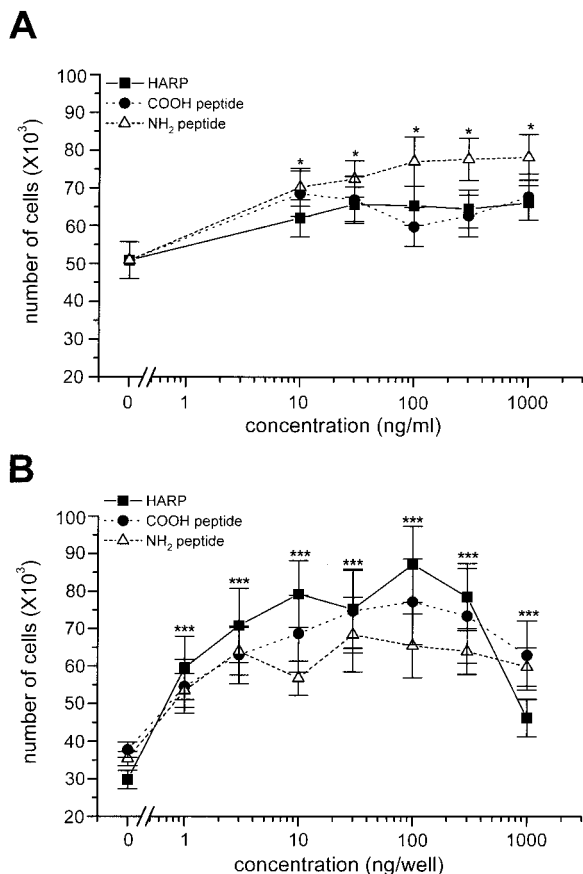 A
HARP
COOH peptide
NH₂ peptide
number of cells (X10³)
100
90
80
70
60
50
40
30
20
* * * * *
0 1 10 100 1000
concentration (ng/ml)
B
HARP
COOH peptide
NH₂ peptide
number of cells (X10³)
100
90
80
70
60
50
40
30
20
*** *** *** *** *** *** ***
0 1 10 100 1000
concentration (ng/well)